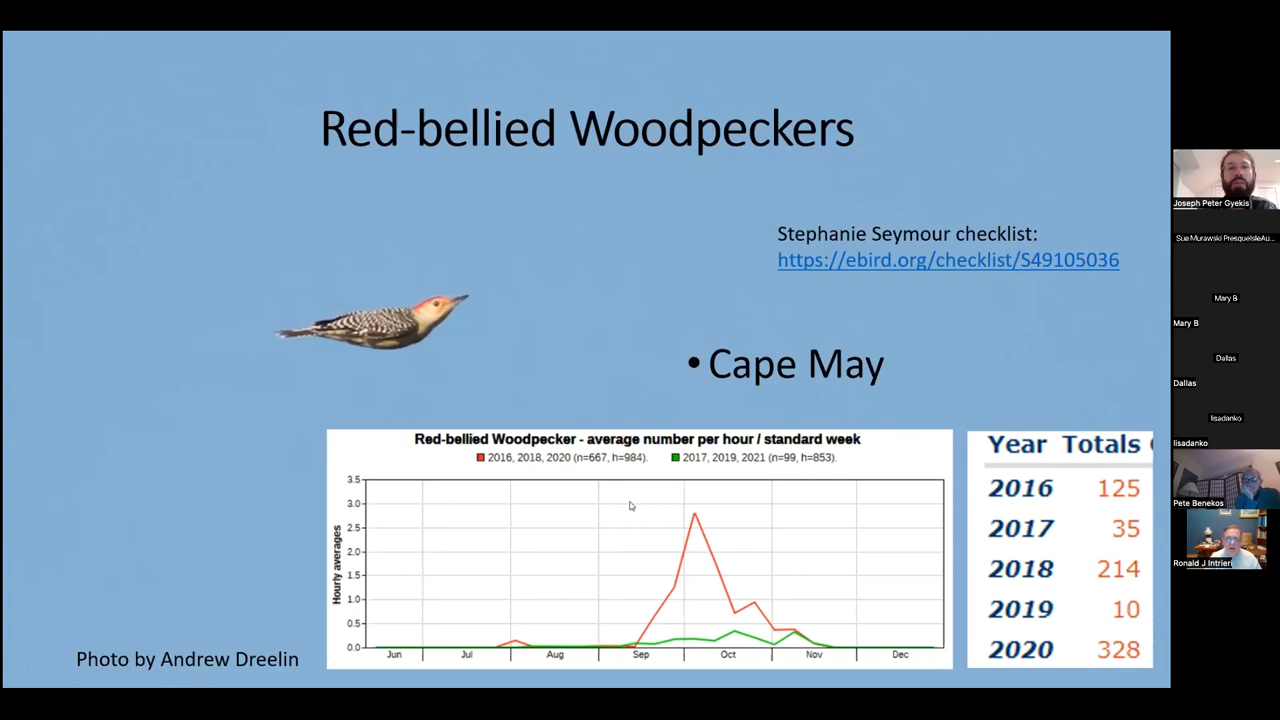 Red-bellied Woodpeckers
Stephanie Seymour checklist:
https://ebird.org/checklist/S49105036
• Cape May
Red-bellied Woodpecker - average number per hour / standard week
2016, 2018, 2020 (n=667, h=984). 2017, 2019, 2021 (n=99, h=853).
Hourly averages
3.5
3.0
2.5
2.0
1.5
1.0
0.5
0.0
Jun Jul Aug Sep Oct Nov Dec
Year Totals
2016 125
2017 35
2018 214
2019 10
2020 328
Photo by Andrew Dreelin
Joseph Peter Gyekis
Sue Murawski PresqueIsleAu...
Mary B
Mary B
Dallas
Dallas
lisadanko
lisadanko
Pete Benekos
Ronald J Intrieri